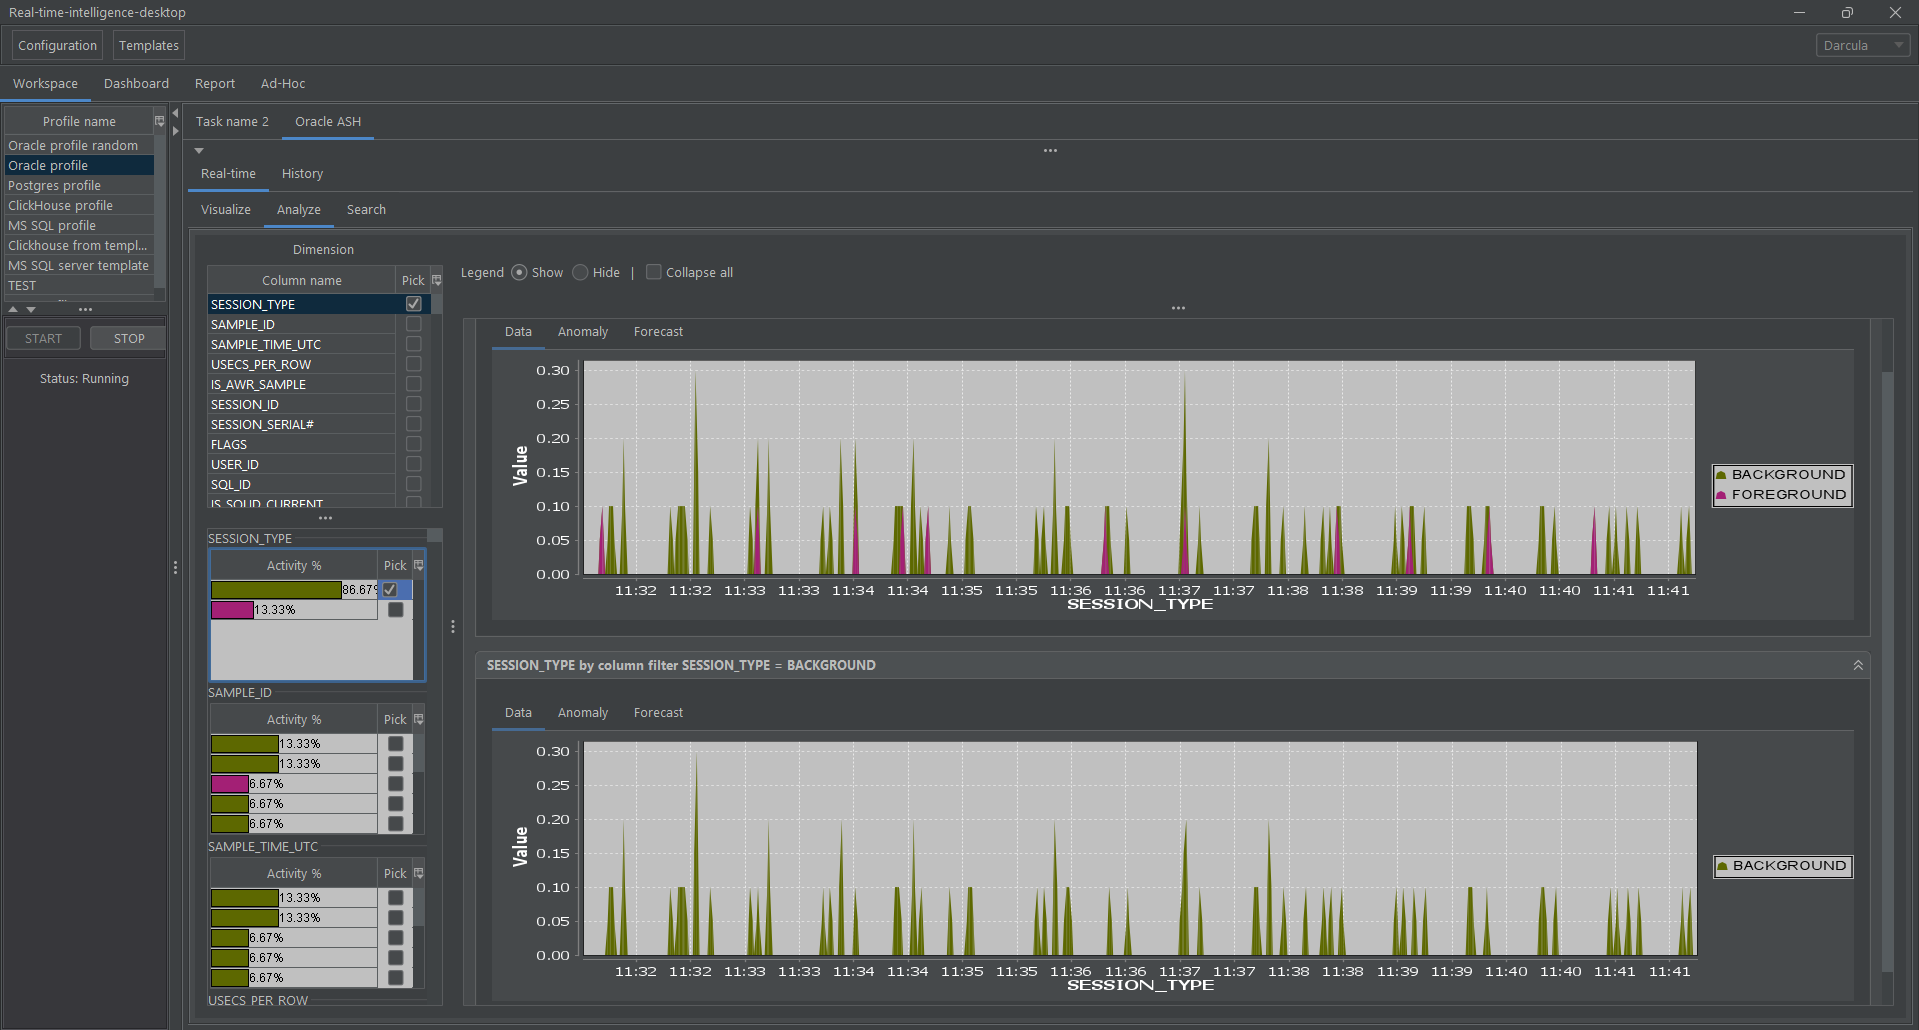 Real-time-intelligence-desktop
Configuration
Templates
Darcula
Workspace
Dashboard
Report
Ad-Hoc
Profile name
Oracle profile random
Oracle profile
Postgres profile
ClickHouse profile
MS SQL profile
Clickhouse from templ...
MS SQL server template
TEST
START
STOP
Status: Running
Task name 2
Oracle ASH
Real-time
History
Visualize
Analyze
Search
Dimension
Column name
Pick
SESSION_TYPE
SAMPLE_ID
SAMPLE_TIME_UTC
USECS_PER_ROW
IS_AWR_SAMPLE
SESSION_ID
SESSION_SERIAL#
FLAGS
USER_ID
SQL_ID
IS_SQLID_CURRENT
SESSION_TYPE
Activity %
Pick
86.67%
13.33%
SAMPLE_ID
Activity %
Pick
13.33%
13.33%
6.67%
6.67%
6.67%
SAMPLE_TIME_UTC
Activity %
Pick
13.33%
13.33%
6.67%
6.67%
6.67%
USECS_PER_ROW
Legend
Show
Hide
|
Collapse all
Data
Anomaly
Forecast
Value
0.30
0.25
0.20
0.15
0.10
0.05
0.00
11:32 11:32 11:33 11:33 11:34 11:34 11:35 11:35 11:36 11:36 11:37 11:37 11:38 11:38 11:39 11:39 11:40 11:40 11:41 11:41
SESSION_TYPE
BACKGROUND
FOREGROUND
SESSION_TYPE by column filter SESSION_TYPE = BACKGROUND
Data
Anomaly
Forecast
Value
0.30
0.25
0.20
0.15
0.10
0.05
0.00
11:32 11:32 11:33 11:33 11:34 11:34 11:35 11:35 11:36 11:36 11:37 11:37 11:38 11:38 11:39 11:39 11:40 11:40 11:41 11:41
SESSION_TYPE
BACKGROUND